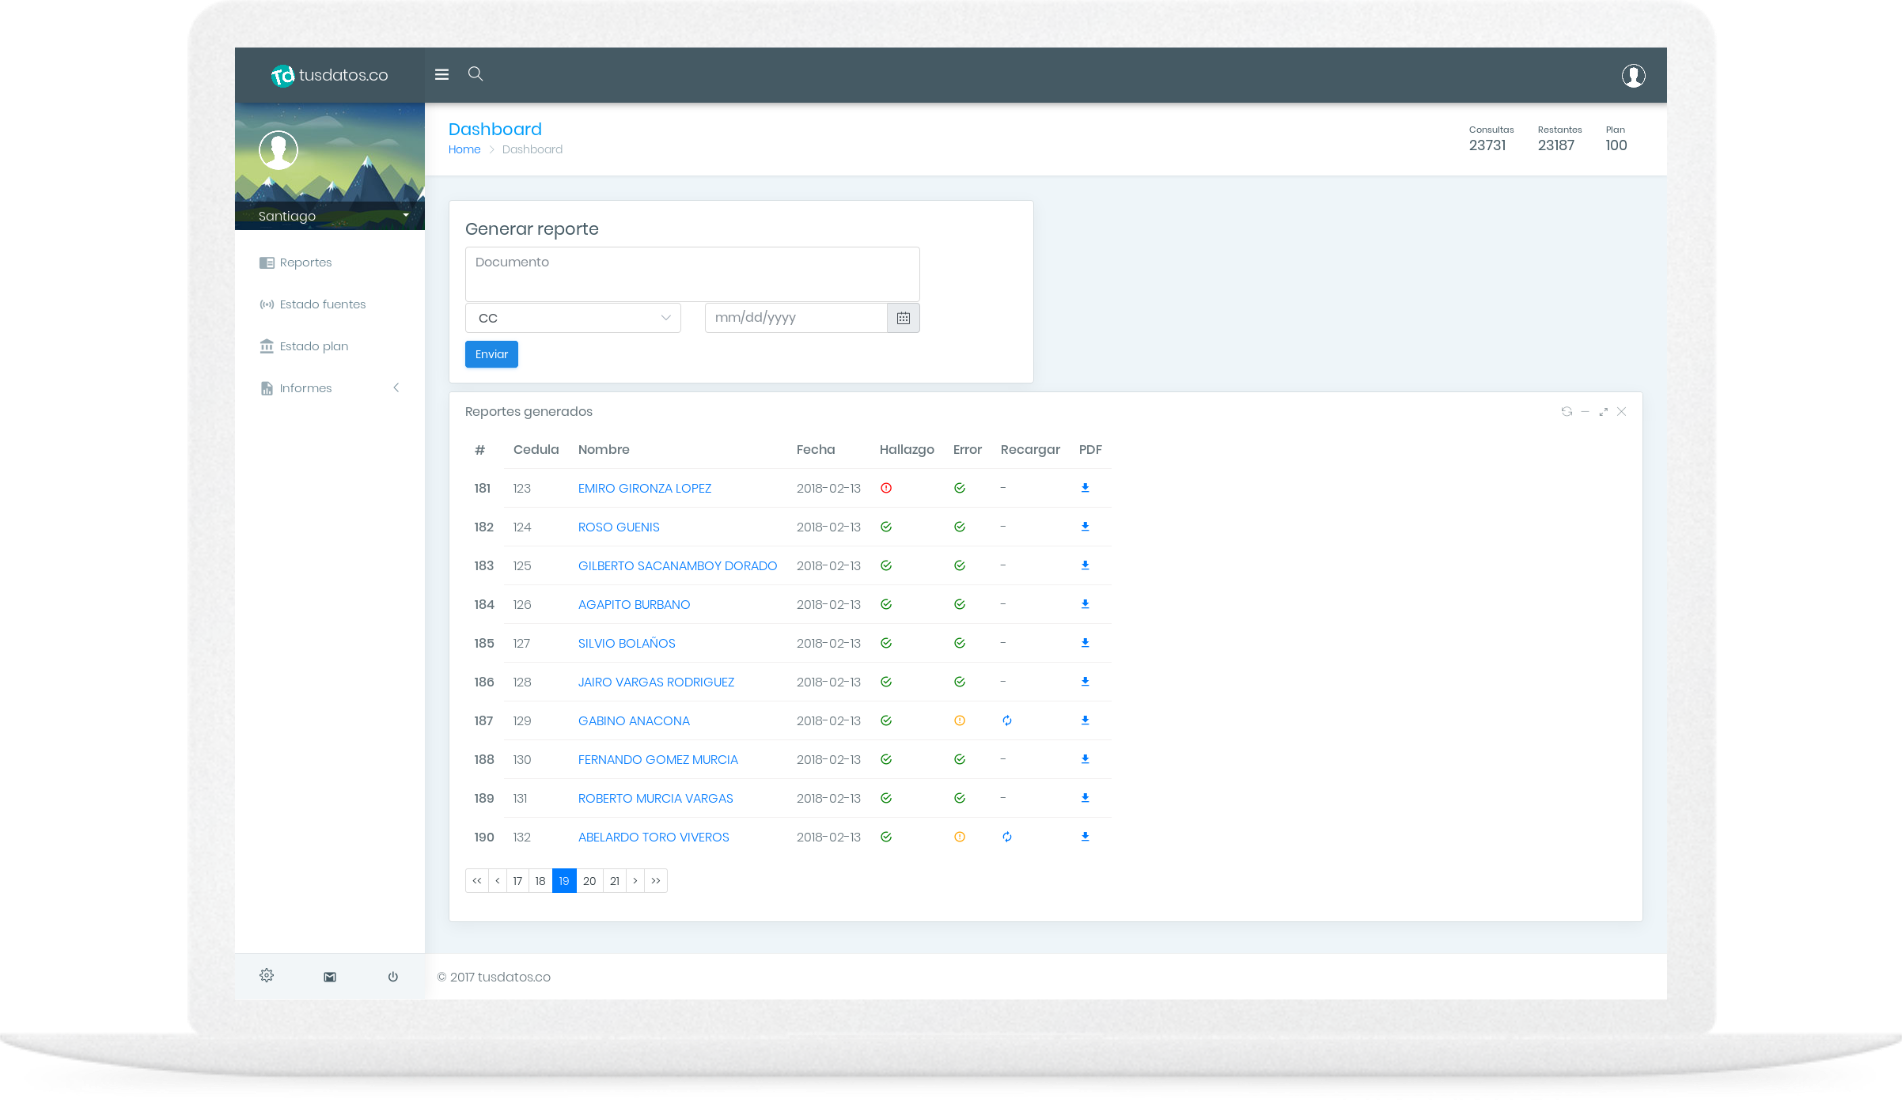 tusdatos.co
Dashboard
Home > Dashboard
Consultas Restantes Plan
23731 23187 100
Santiago
Reportes
Estado fuentes
Estado plan
Informes
Generar reporte
Documento
CC
mm/dd/yyyy
Enviar
Reportes generados
# Cedula Nombre Fecha Hallazgo Error Recargar PDF
181 123 EMIRO GIRONZA LOPEZ 2018-02-13 -
182 124 ROSO GUENIS 2018-02-13 -
183 125 GILBERTO SACANAMBOY DORADO 2018-02-13 -
184 126 AGAPITO BURBANO 2018-02-13 -
185 127 SILVIO BOLAÑOS 2018-02-13 -
186 128 JAIRO VARGAS RODRIGUEZ 2018-02-13 -
187 129 GABINO ANACONA 2018-02-13
188 130 FERNANDO GOMEZ MURCIA 2018-02-13 -
189 131 ROBERTO MURCIA VARGAS 2018-02-13 -
190 132 ABELARDO TORO VIVEROS 2018-02-13
<< < 17 18 19 20 21 > >>
© 2017 tusdatos.co